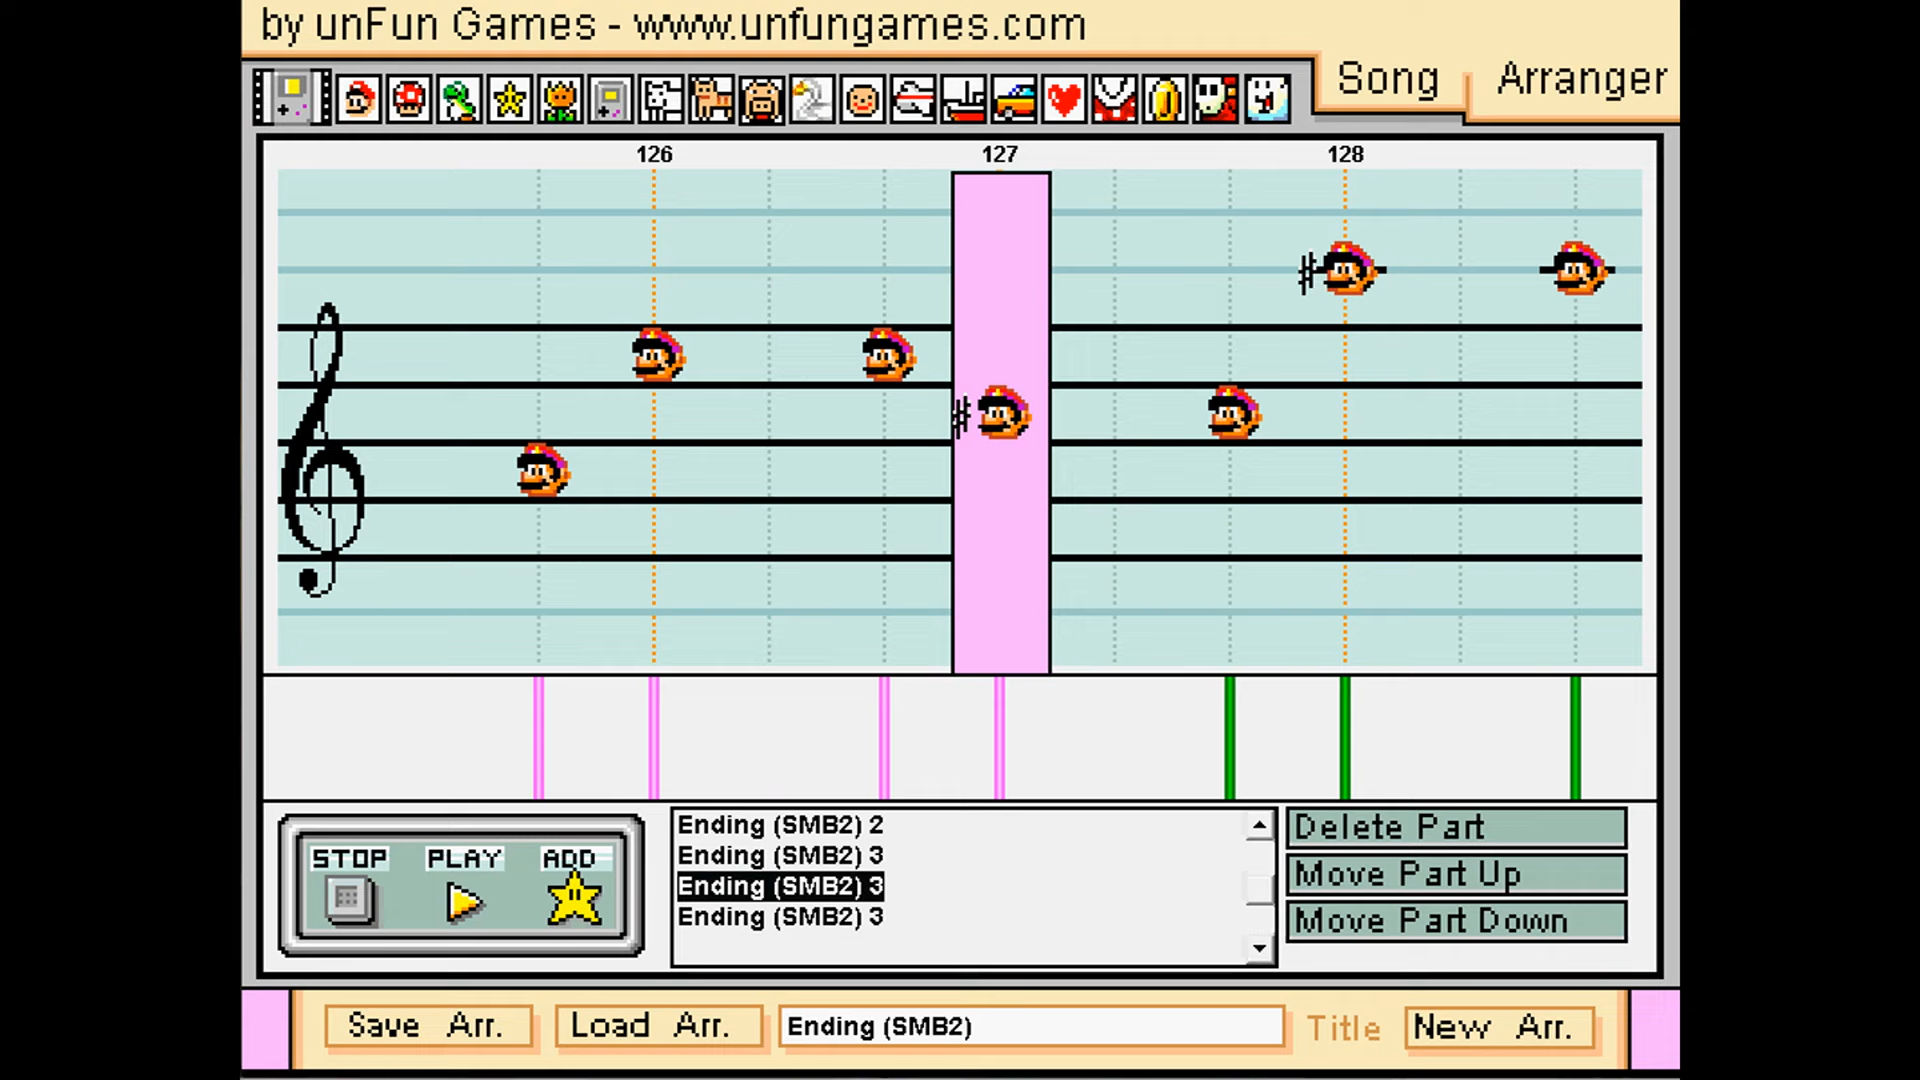 by unFun Games - www.unfungames.com
Song Arranger
126 127 128
STOP PLAY ADD
Ending (SMB2) 2
Ending (SMB2) 3
Ending (SMB2) 3
Ending (SMB2) 3
Delete Part
Move Part Up
Move Part Down
Save Arr. Load Arr. Ending (SMB2) Title New Arr.